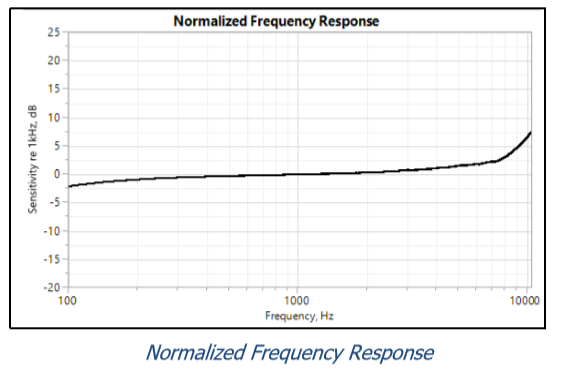 Normalized Frequency Response
25
20
15
10
5
0
-5
-10
-15
-20
Sensitivity re 1kHz, dB
100 1000 10000
Frequency, Hz
Normalized Frequency Response